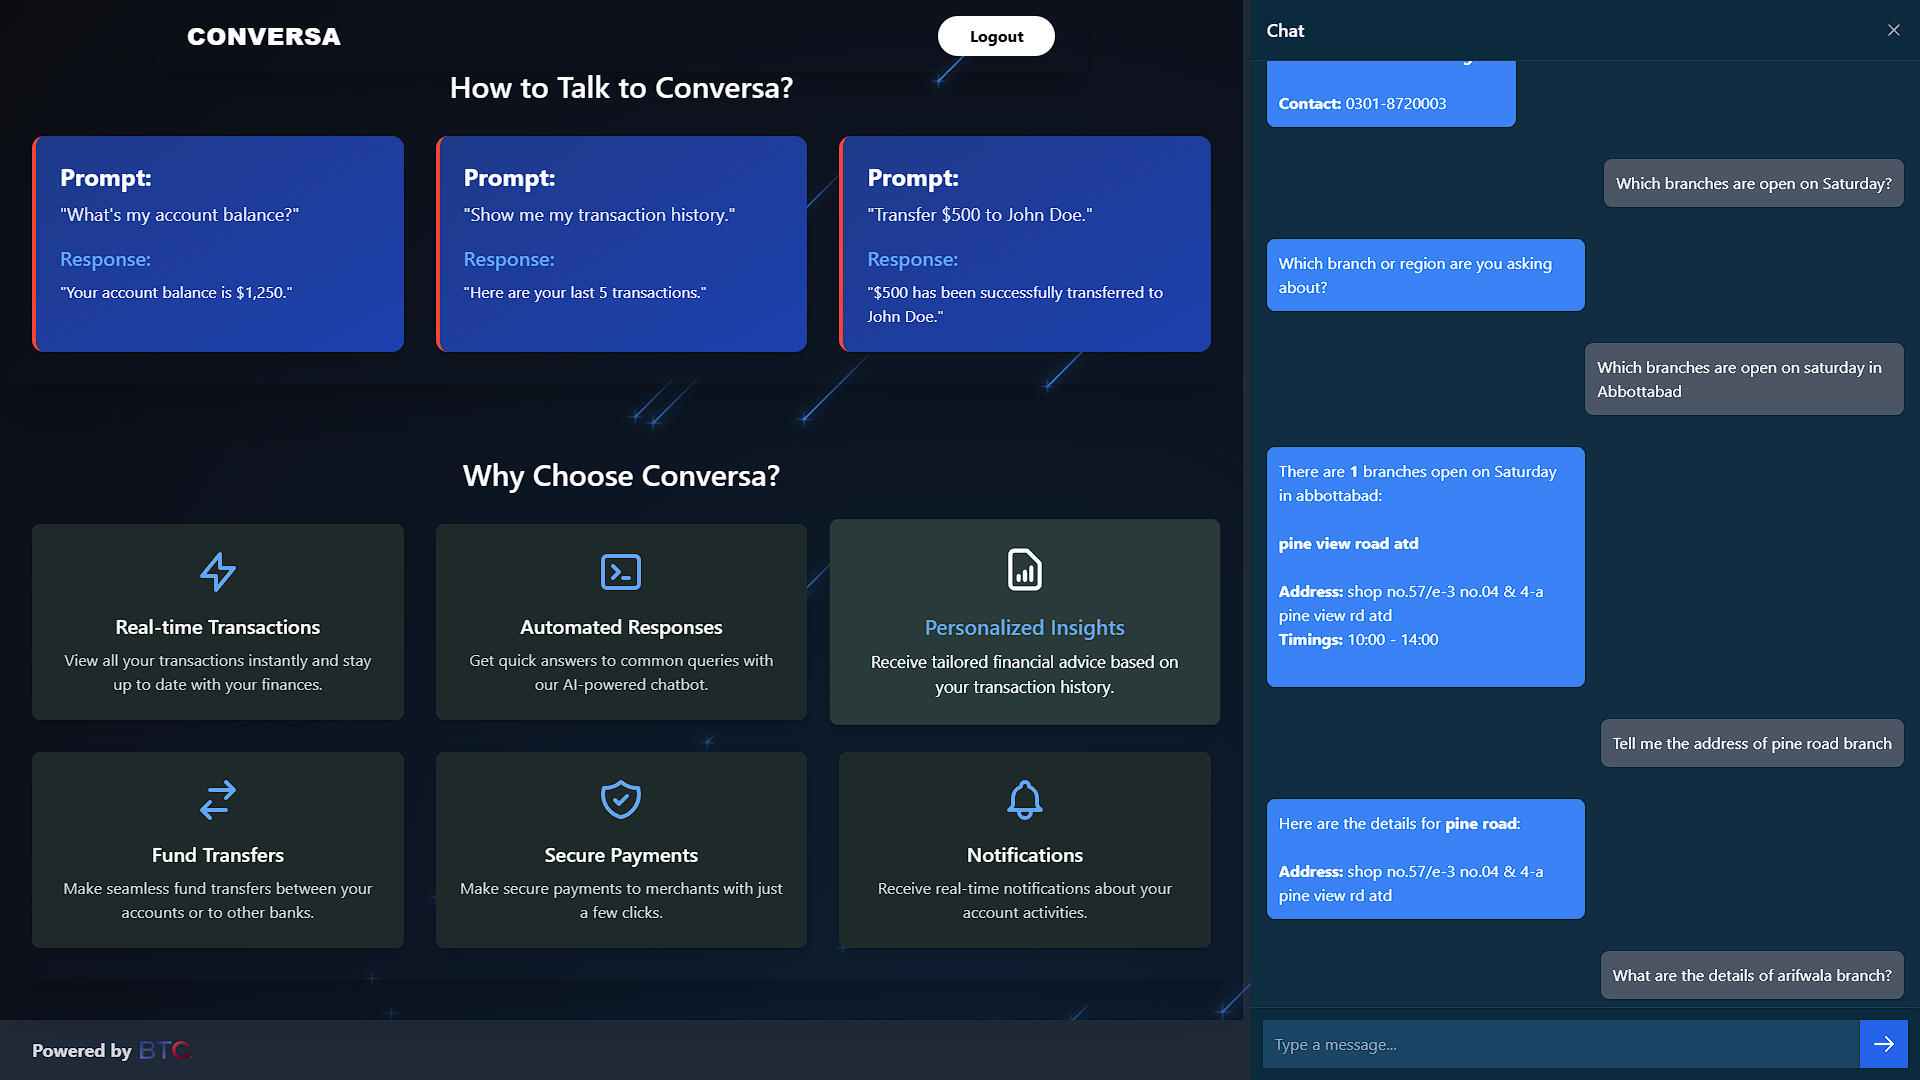 CONVERSA
Logout
How to Talk to Conversa?
Prompt:
"What's my account balance?"
Response:
"Your account balance is $1,250."
Prompt:
"Show me my transaction history."
Response:
"Here are your last 5 transactions."
Prompt:
"Transfer $500 to John Doe."
Response:
"$500 has been successfully transferred to
John Doe."
Why Choose Conversa?
Real-time Transactions
View all your transactions instantly and stay
up to date with your finances.
Automated Responses
Get quick answers to common queries with
our AI-powered chatbot.
Personalized Insights
Receive tailored financial advice based on
your transaction history.
Fund Transfers
Make seamless fund transfers between your
accounts or to other banks.
Secure Payments
Make secure payments to merchants with just
a few clicks.
Notifications
Receive real-time notifications about your
account activities.
Powered by BTC.
Chat
Contact: 0301-8720003
Which branches are open on Saturday?
Which branch or region are you asking
about?
Which branches are open on saturday in
Abbottabad
There are 1 branches open on Saturday
in abbottabad:
pine view road atd
Address: shop no.57/e-3 no.04 & 4-a
pine view rd atd
Timings: 10:00 - 14:00
Tell me the address of pine road branch
Here are the details for pine road:
Address: shop no.57/e-3 no.04 & 4-a
pine view rd atd
What are the details of arifwala branch?
Type a message...